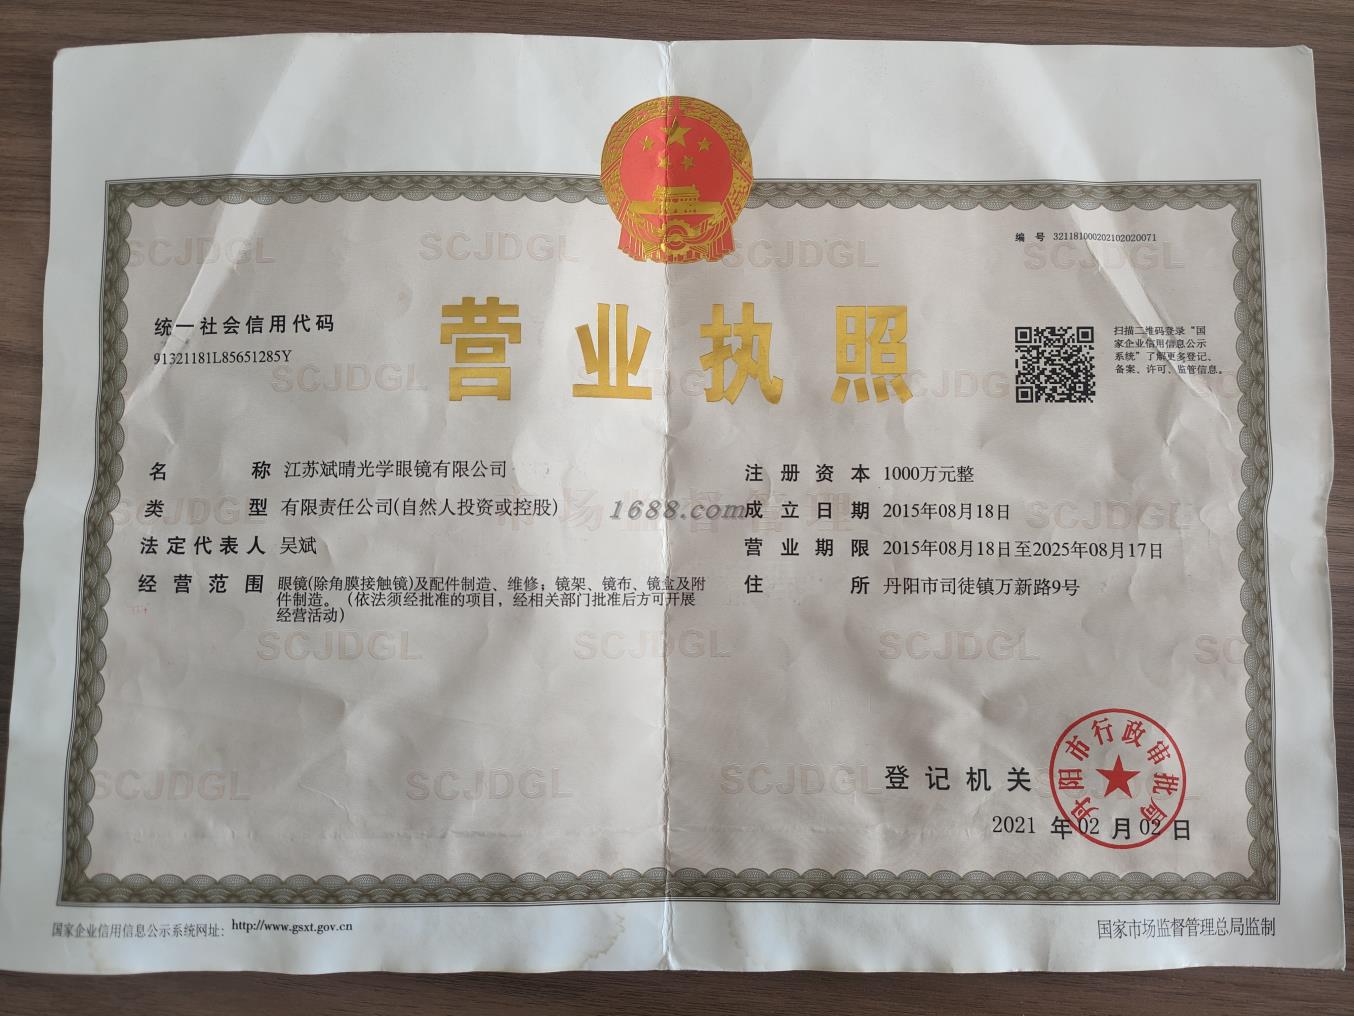 编 号 321181000202102020071
统一社会信用代码
91321181L85651285Y
营业执照
扫描二维码登录“国
家企业信用信息公示
系统”了解更多登记、
备案、许可、监管信息。
名 称 江苏斌晴光学眼镜有限公司
类 型 有限责任公司(自然人投资或控股)
法定代表人 吴斌
经营范围 眼镜(除角膜接触镜)及配件制造、维修；镜架、镜布、镜盒及附
件制造。（依法须经批准的项目，经相关部门批准后方可开展
经营活动）
注册资本 1000万元整
成立日期 2015年08月18日
营业期限 2015年08月18日至2025年08月17日
住 所 丹阳市司徒镇万新路9号
1688.com
市场监督管理
SCJDGL
登记机关
丹阳市行政审批局
2021 年 02 月 02 日
国家企业信用信息公示系统网址: http://www.gsxt.gov.cn
国家市场监督管理总局监制